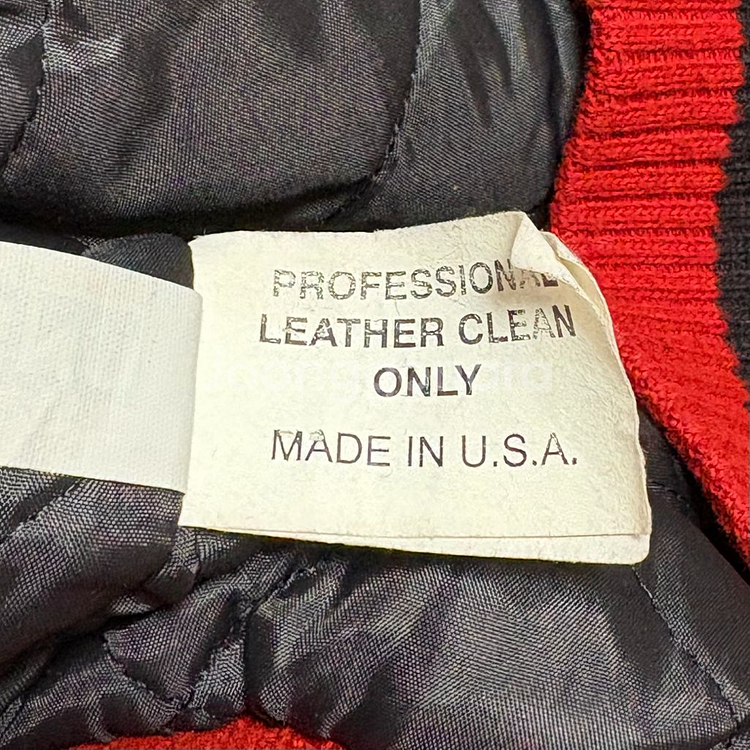 PROFESSIONAL
LEATHER CLEAN
ONLY
MADE IN U.S.A.